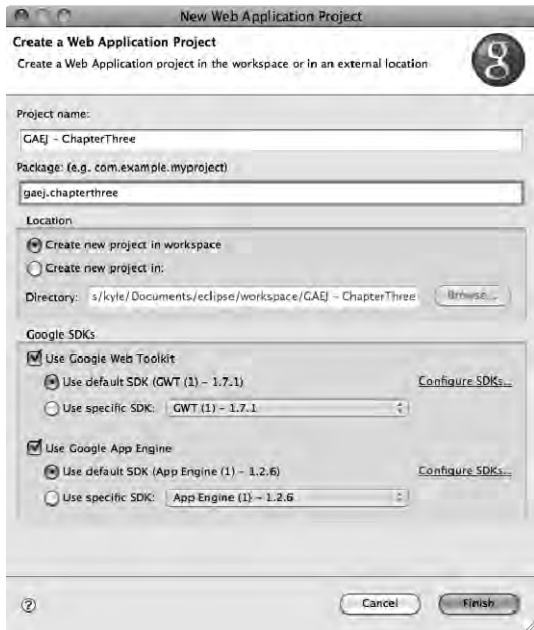 New Web Application Project
Create a Web Application Project
Create a Web Application project in the workspace or in an external location
g
Project name:
GAEJ - ChapterThree
Package: (e.g. com.example.myproject)
gaej.chapterthree
Location
Create new project in workspace
Create new project in:
Directory: s/kyle/Documents/eclipse/workspace/GAEJ - ChapterThree Browse...
Google SDKs
Use Google Web Toolkit
Use default SDK (GWT (1) - 1.7.1) Configure SDKs...
Use specific SDK: GWT (1) - 1.7.1
Use Google App Engine
Use default SDK (App Engine (1) - 1.2.6) Configure SDKs...
Use specific SDK: App Engine (1) - 1.2.6
? Cancel Finish